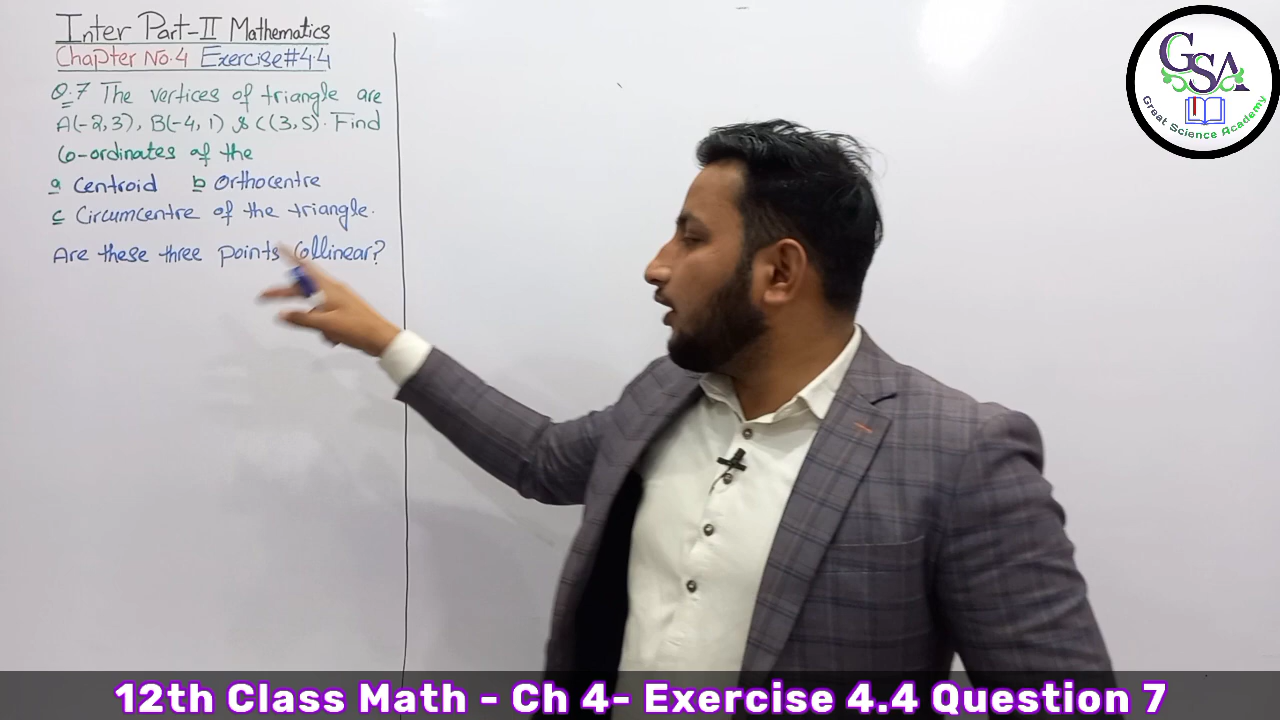 Inter Part-II Mathematics
Chapter No.4 Exercise#4.4
Q.7 The vertices of triangle are
A(-2,3), B(-4,1) & C(3,5). Find
Co-ordinates of the
a Centroid b Orthocentre
c Circumcentre of the triangle.
Are these three points Collinear?
GSA
Great Science Academy
12th Class Math - Ch 4- Exercise 4.4 Question 7